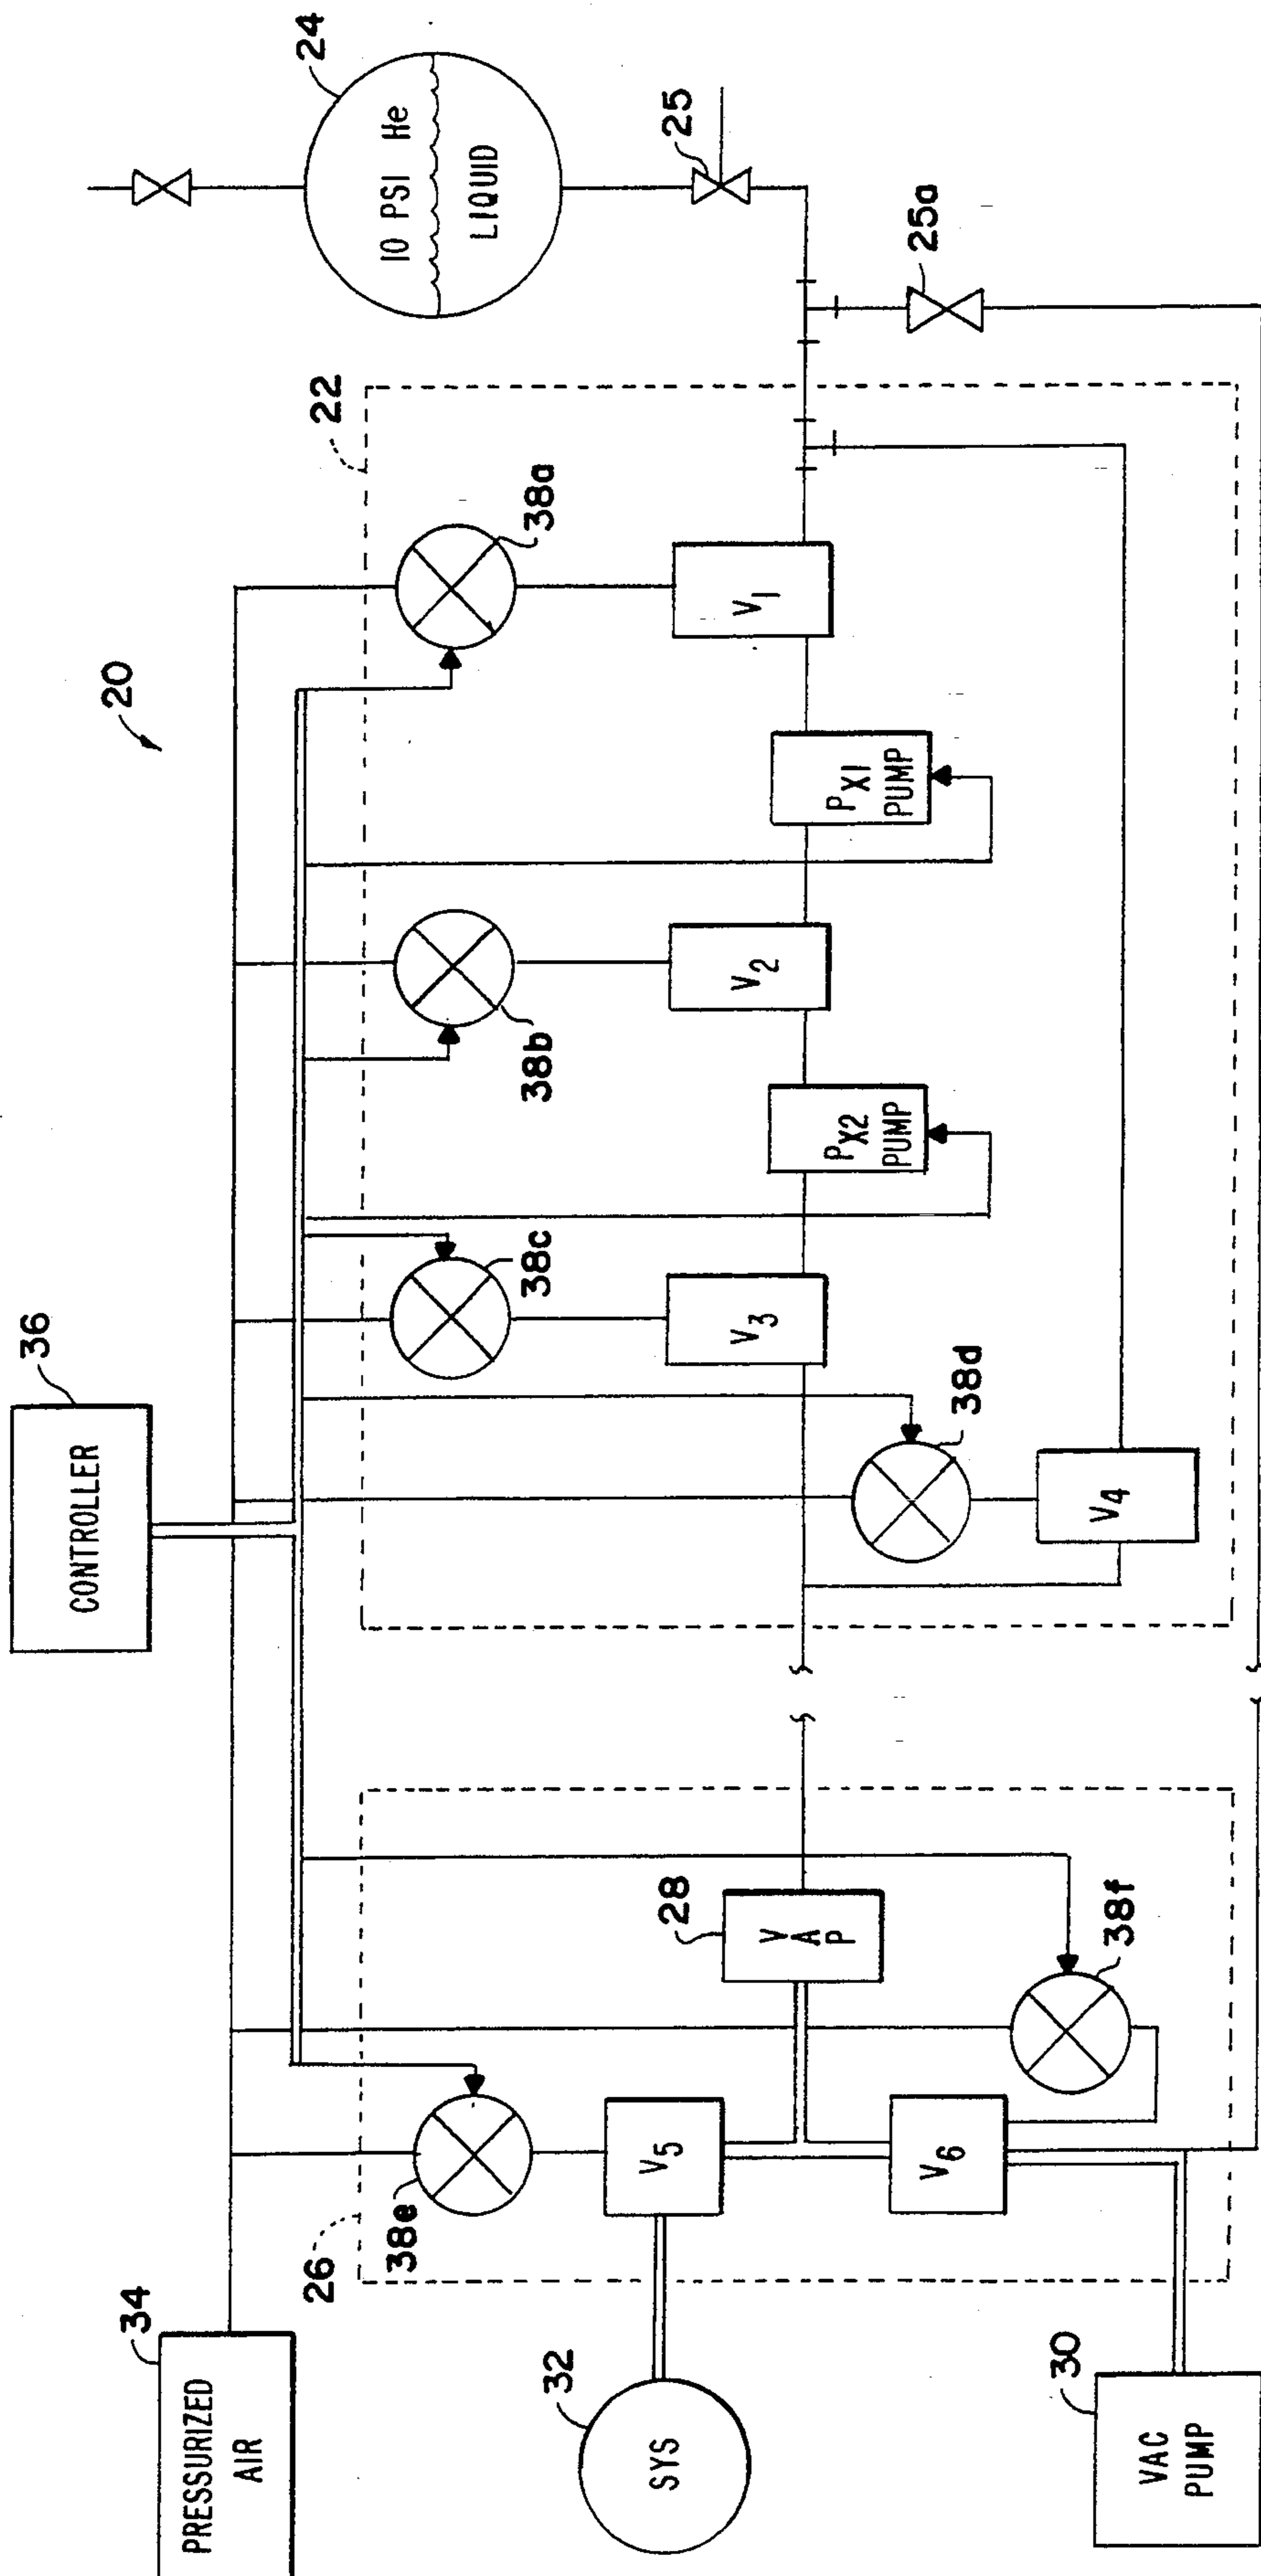 34
PRESSURIZED
AIR
36
CONTROLLER
20
24
10 PSI He
LIQUID
25
25a
22
38a
38b
38c
38d
38e
38f
26
V1
PX1
PUMP
V2
PX2
PUMP
V3
V4
28
VAP
V5
V6
32
SYS
30
VAC
PUMP